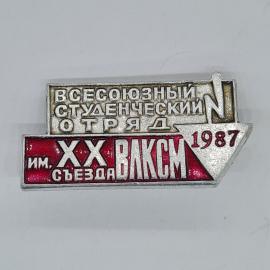 ВСЕСОЮЗНЫЙ
СТУДЕНЧЕСКИЙ
ОТРЯД
1987
ИМ. XX СЪЕЗДА ВЛКСМ